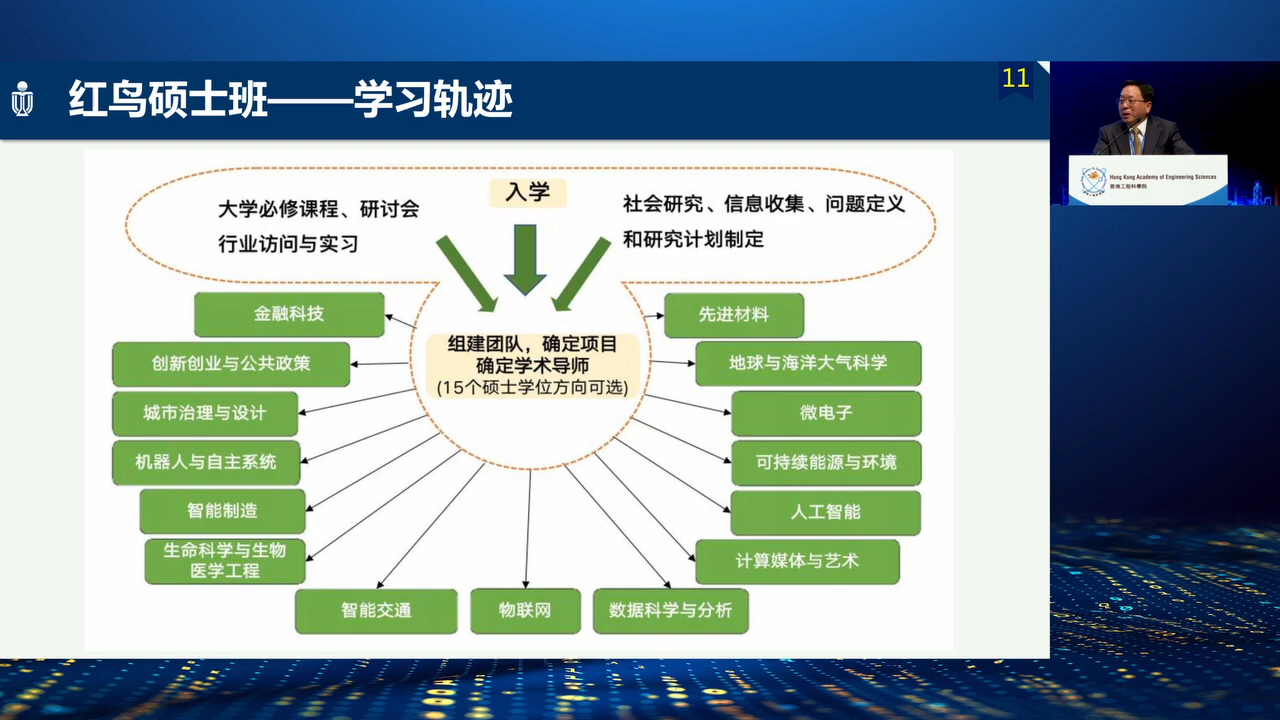 红鸟硕士班——学习轨迹
11
入学
大学必修课程、研讨会
行业访问与实习
社会研究、信息收集、问题定义
和研究计划制定
组建团队，确定项目
确定学术导师
(15个硕士学位方向可选)
金融科技
创新创业与公共政策
城市治理与设计
机器人与自主系统
智能制造
生命科学与生物
医学工程
智能交通
物联网
数据科学与分析
先进材料
地球与海洋大气科学
微电子
可持续能源与环境
人工智能
计算媒体与艺术
Hong Kong Academy of Engineering Sciences
香港工程科學院